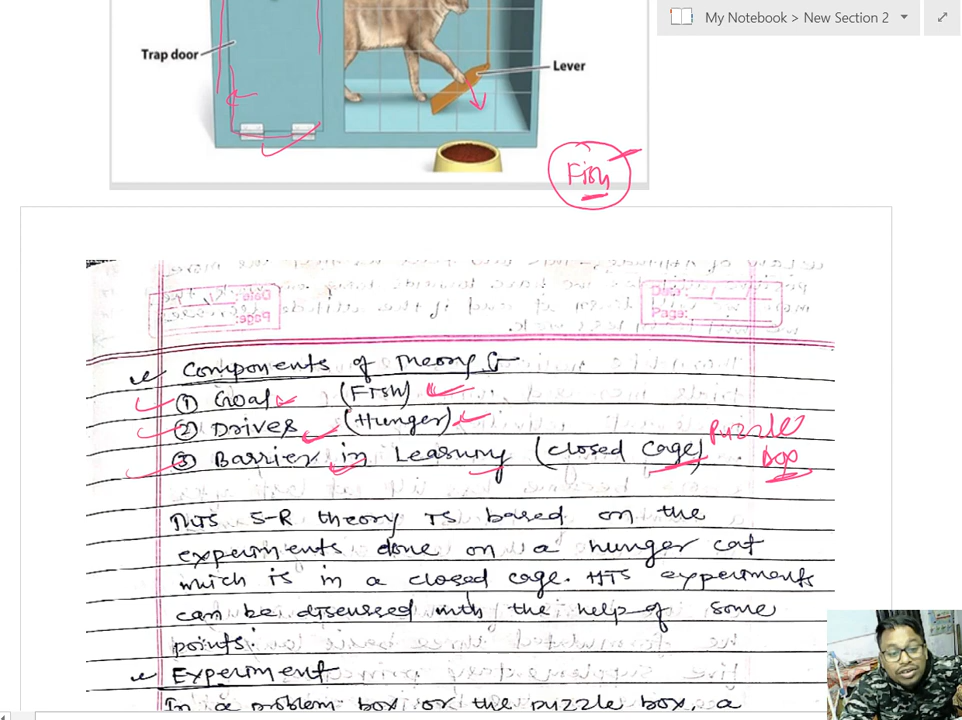 My Notebook > New Section 2
Trap door
Lever
Fish
Date: / /
Page:
Components of Theory
① Goal (Fish)
② Drives (Hunger)
③ Barrier in Learning (closed cage) Puzzle
Box
This S-R theory is based on the
experiments done on a hunger cat
which is in a closed cage. His experiments
can be discussed with the help of some
points:
Experiment
In a problem box or the puzzle box, a